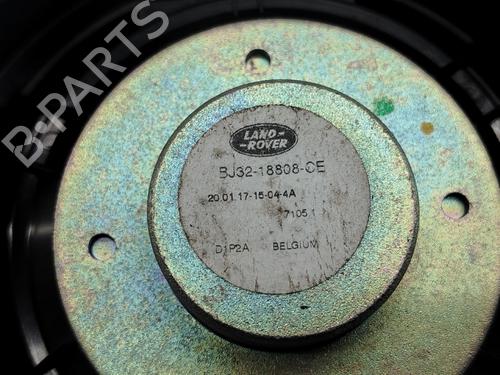 B-PARTS
LAND-
-ROVER
BJ32-18808-CE
20.01.17-15-04-4A
7105.1
D1P2A BELGIUM